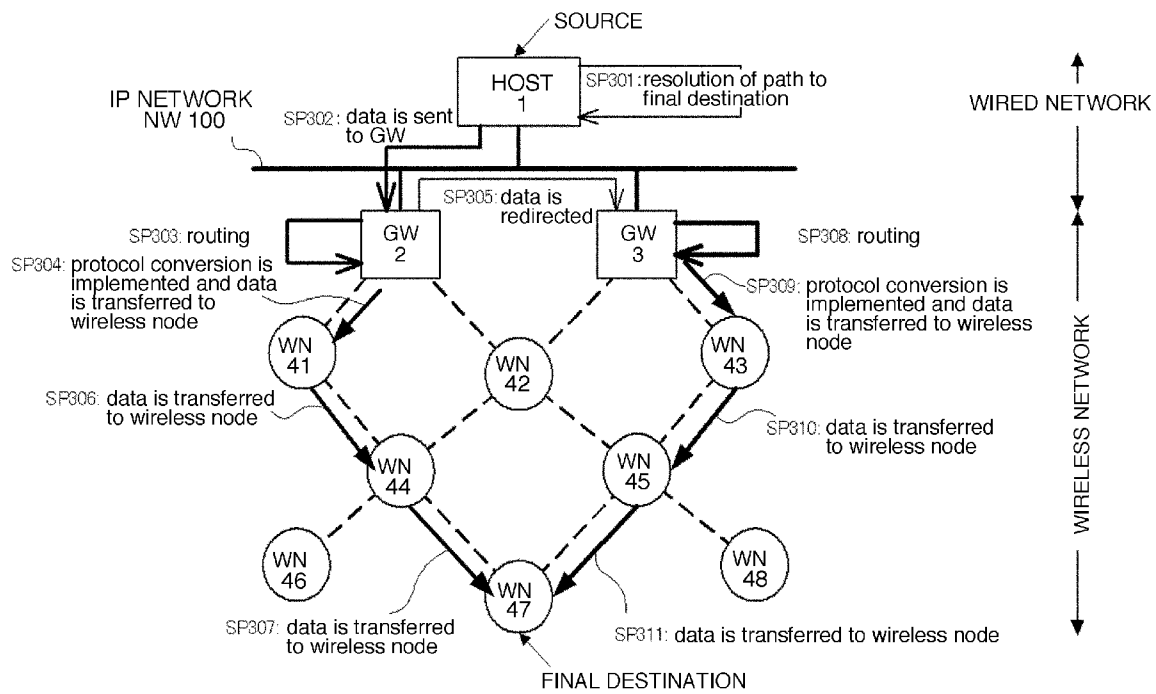 SOURCE
HOST
1
SP301: resolution of path to
final destination
IP NETWORK
NW 100
SP302: data is sent
to GW
WIRED NETWORK
SP305: data is
redirected
SP303: routing
GW
2
GW
3
SP308: routing
SP304: protocol conversion is
implemented and data
is transferred to
wireless node
SP309: protocol conversion is
implemented and data
is transferred to wireless
node
WN
41
WN
42
WN
43
SP306: data is transferred
to wireless node
SP310: data is transferred
to wireless node
WN
44
WN
45
WIRELESS NETWORK
WN
46
WN
47
WN
48
SP307: data is transferred
to wireless node
SP311: data is transferred to wireless node
FINAL DESTINATION